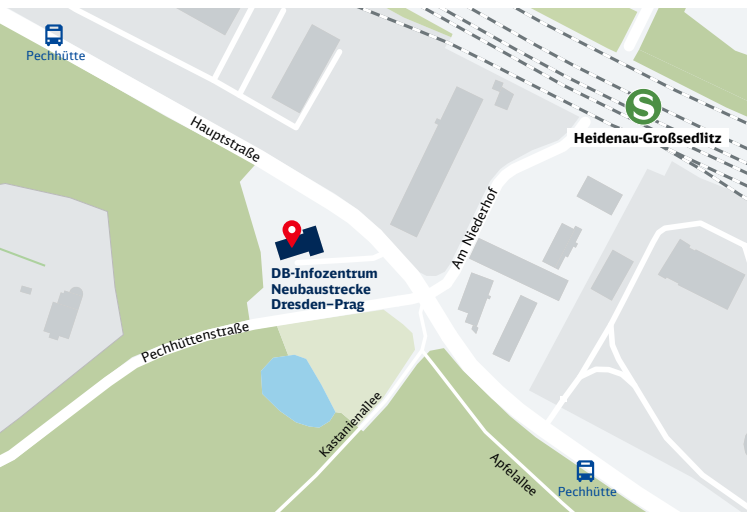 Pechhütte
S
Heidenau-Großsedlitz
Hauptstraße
Am Niederhof
DB-Infozentrum
Neubaustrecke
Dresden–Prag
Pechhüttenstraße
Kastanienallee
Apfelallee
Pechhütte